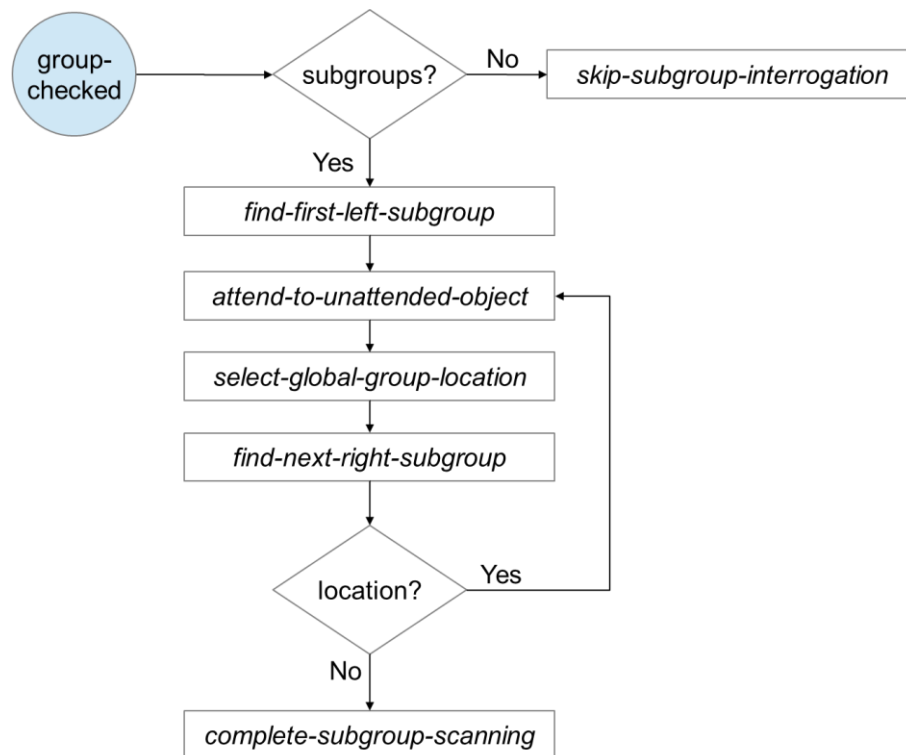 group-
checked
subgroups?
No
skip-subgroup-interrogation
Yes
find-first-left-subgroup
attend-to-unattended-object
select-global-group-location
find-next-right-subgroup
location?
Yes
No
complete-subgroup-scanning